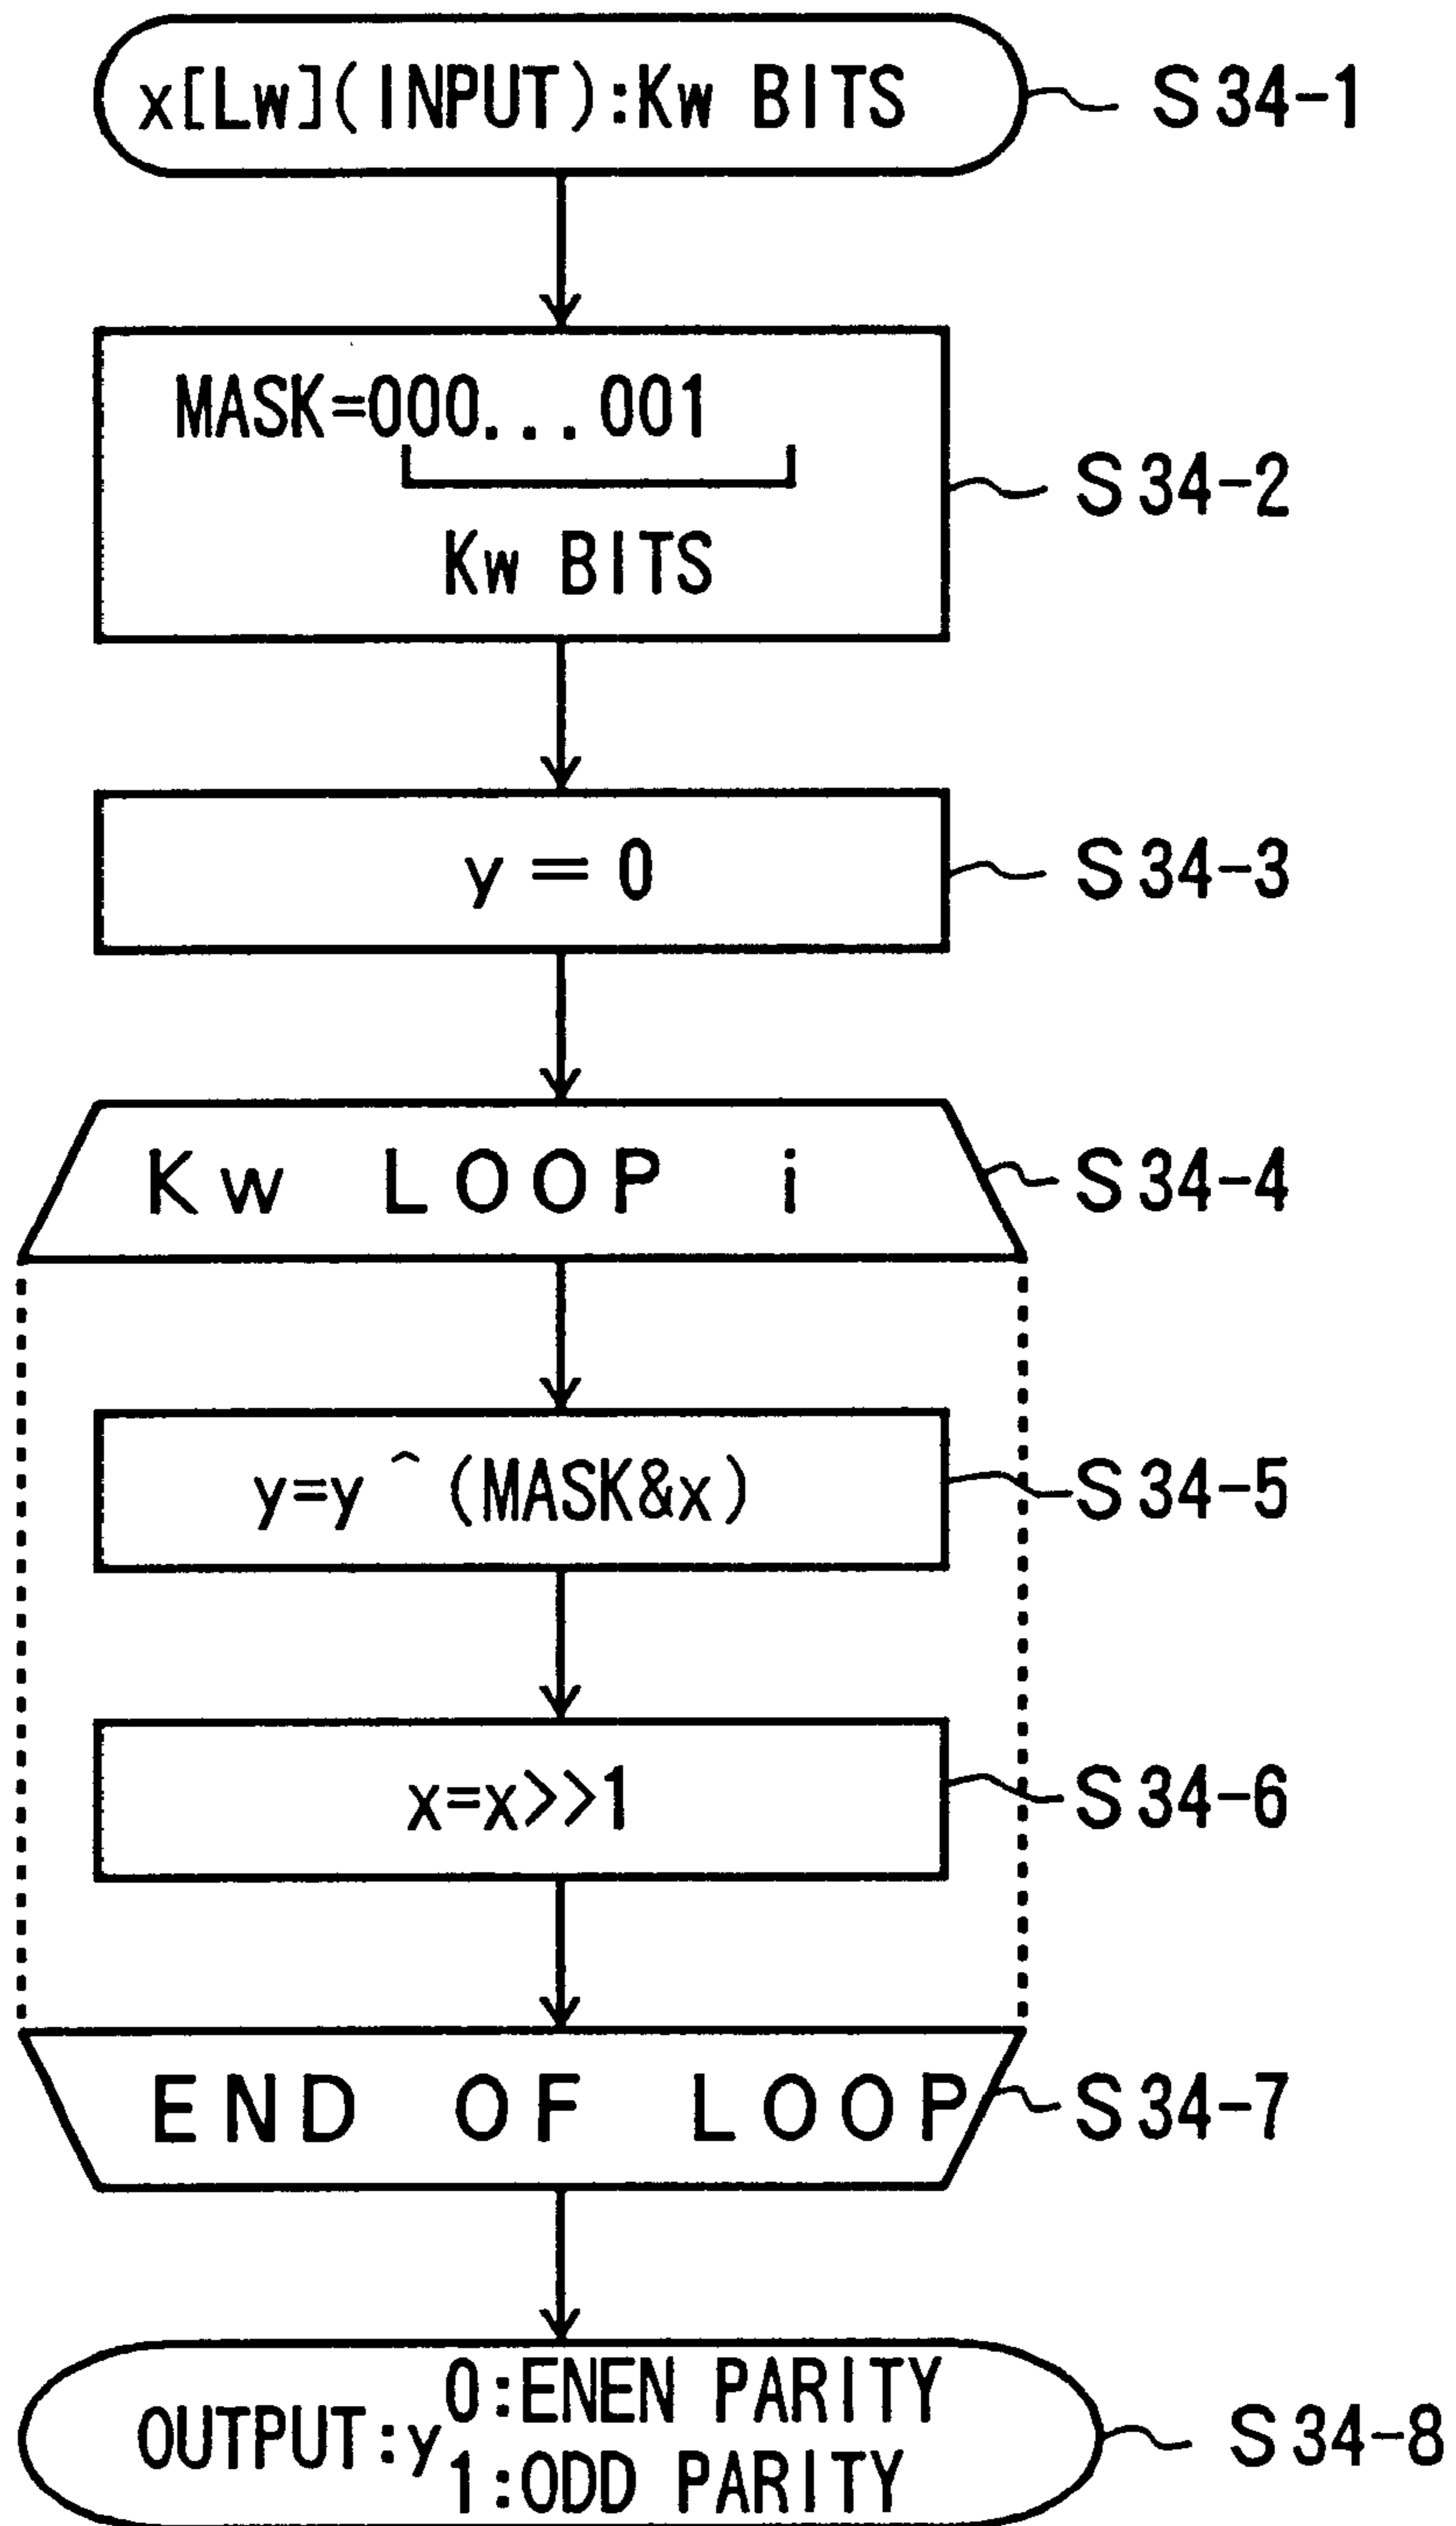 x[Lw](INPUT):Kw BITS
S34-1
MASK=000...001
Kw BITS
S34-2
y = 0
S34-3
Kw LOOP i
S34-4
y=y ^ (MASK&x)
S34-5
x=x>>1
S34-6
END OF LOOP
S34-7
OUTPUT:y
0:ENEN PARITY
1:ODD PARITY
S34-8